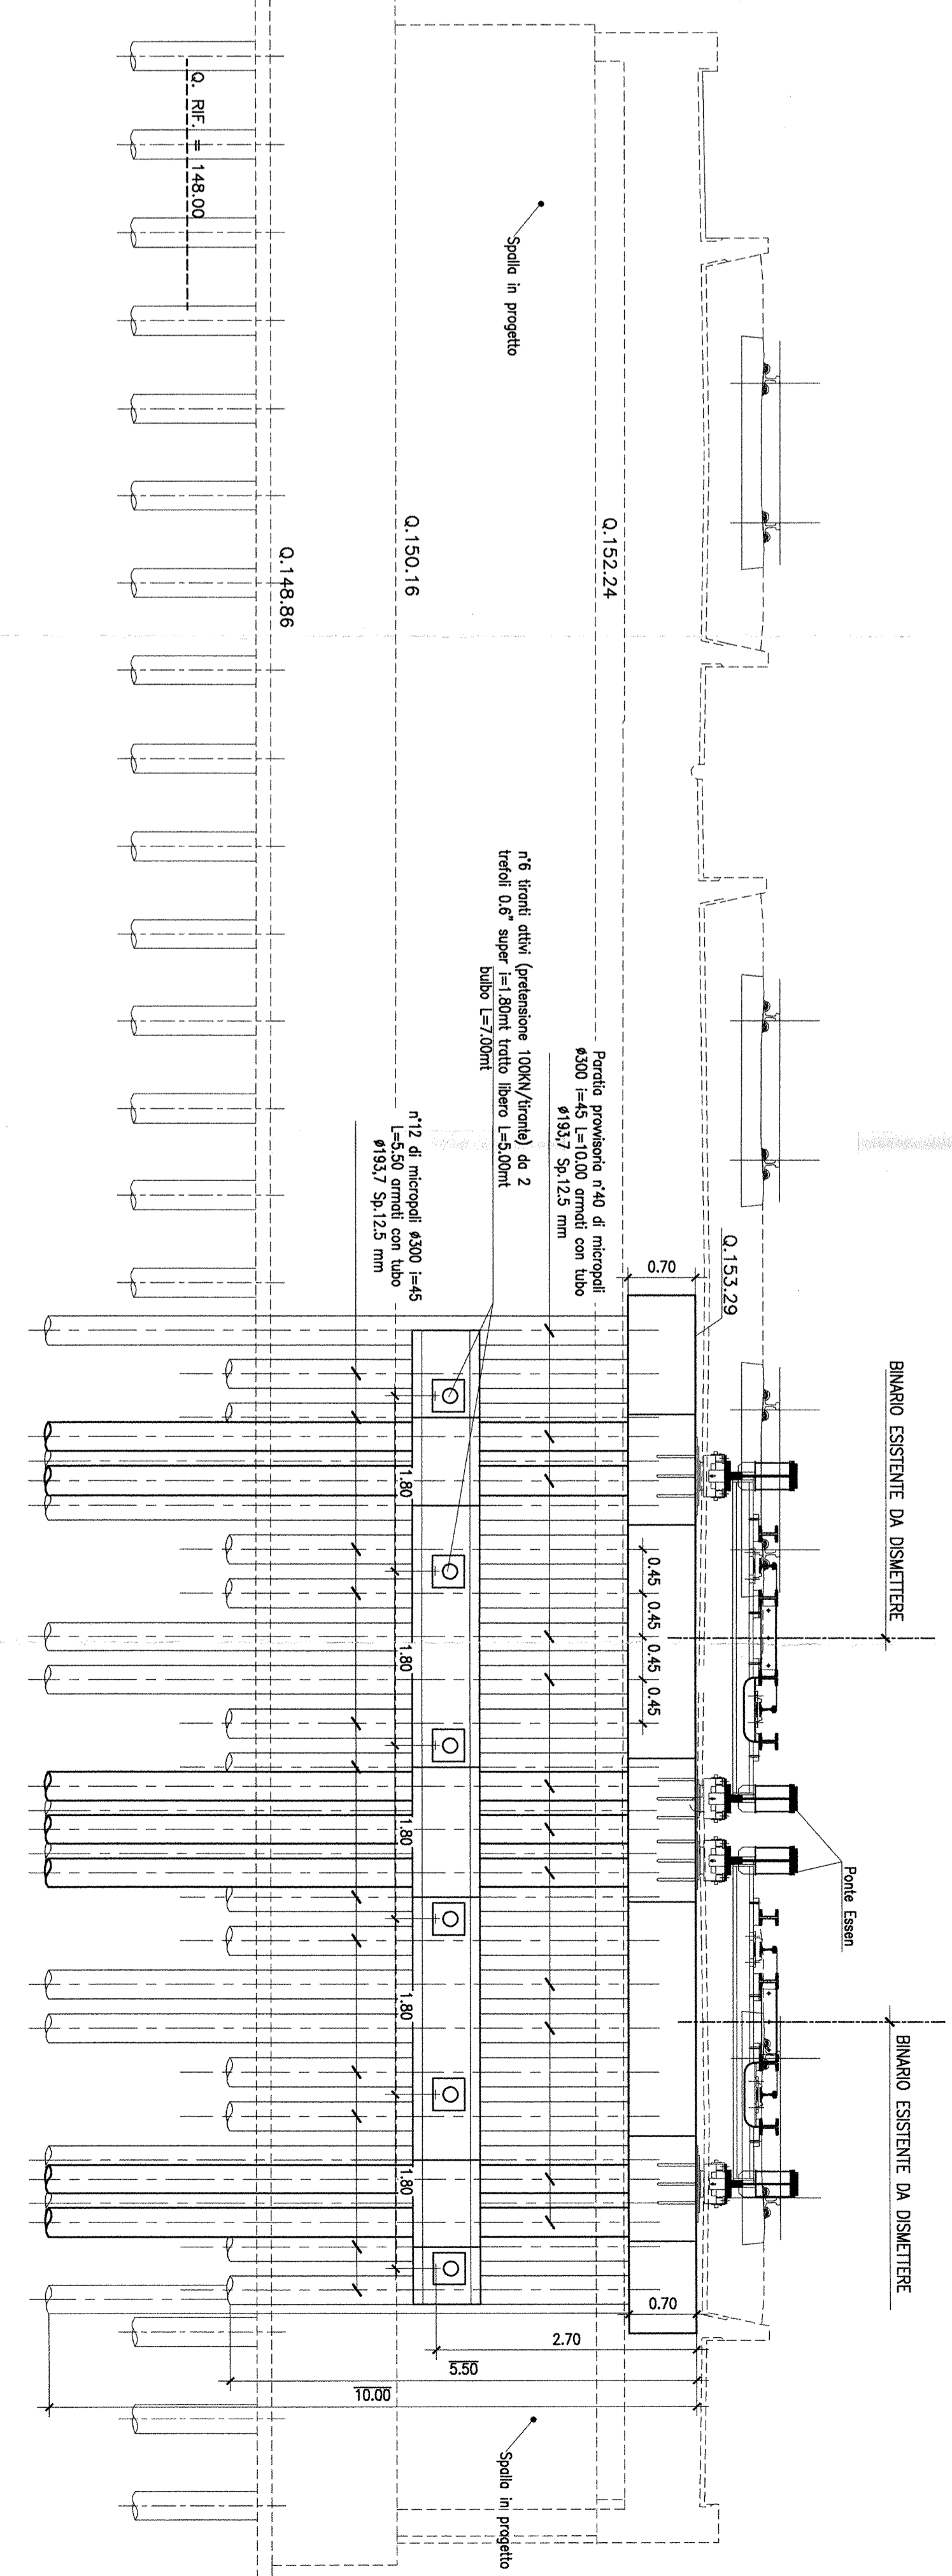 BINARIO ESISTENTE DA DISMETTERE
BINARIO ESISTENTE DA DISMETTERE
Ponte Essen
Q.153.29
0.70
0.45
0.45
0.45
0.45
0.70
Q.152.24
Paratia provvisoria n°40 di micropali
ø300 i=45 L=10.00 armati con tubo
ø193,7 Sp.12.5 mm
Spalla in progetto
n°6 tiranti attivi (pretensione 100KN/tirante) da 2
trefoli 0.6" super i=1.80mt tratto libero L=5.00mt
bulbo L=7.00mt
2.70
5.50
10.00
Spalla in progetto
Q.150.16
n°12 di micropali ø300 i=45
L=5.50 armati con tubo
ø193,7 Sp.12.5 mm
1.80
1.80
1.80
1.80
1.80
Q.148.86
Q. RIF. = 148.00